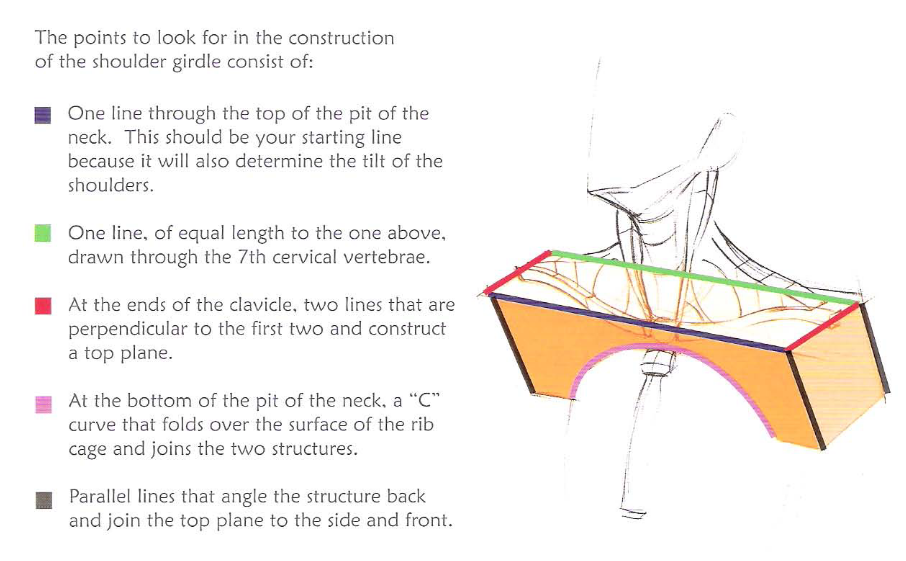 The points to look for in the construction
of the shoulder girdle consist of:
One line through the top of the pit of the
neck. This should be your starting line
because it will also determine the tilt of the
shoulders.
One line, of equal length to the one above,
drawn through the 7th cervical vertebrae.
At the ends of the clavicle, two lines that are
perpendicular to the first two and construct
a top plane.
At the bottom of the pit of the neck, a “C”
curve that folds over the surface of the rib
cage and joins the two structures.
Parallel lines that angle the structure back
and join the top plane to the side and front.